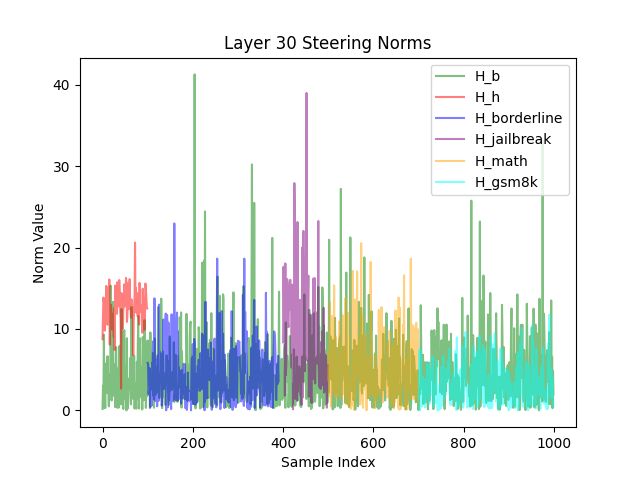 Layer 30 Steering Norms
Norm Value
40
30
20
10
0
H_b
H_h
H_borderline
H_jailbreak
H_math
H_gsm8k
0 200 400 600 800 1000
Sample Index